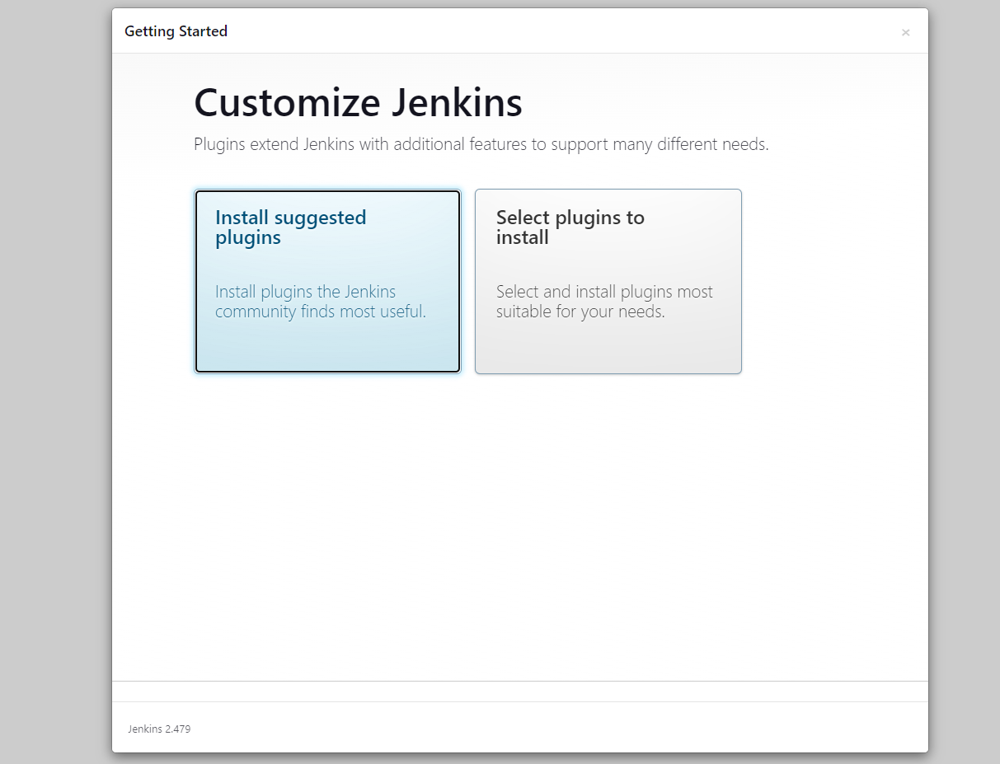 Getting Started
×
Customize Jenkins
Plugins extend Jenkins with additional features to support many different needs.
Install suggested
plugins
Install plugins the Jenkins
community finds most useful.
Select plugins to
install
Select and install plugins most
suitable for your needs.
Jenkins 2.479